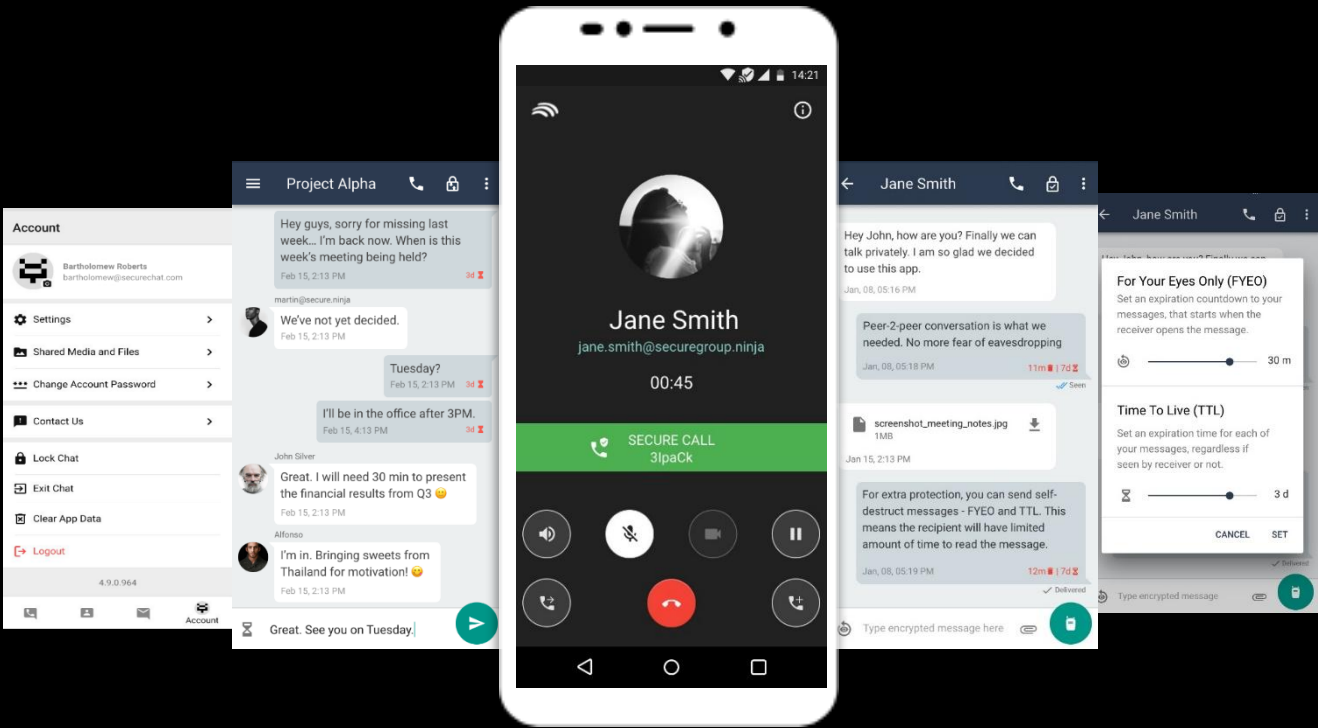 Account
Bartholomew Roberts
bartholomew@securechat.com
Settings
Shared Media and Files
Change Account Password
Contact Us
Lock Chat
Exit Chat
Clear App Data
Logout
4.9.0.964
Account
Project Alpha
Hey guys, sorry for missing last
week... I'm back now. When is this
week's meeting being held?
Feb 15, 2:13 PM 3d
martin@secure.ninja
We've not yet decided.
Feb 15, 2:13 PM
Tuesday?
Feb 15, 2:13 PM 3d
I'll be in the office after 3PM.
Feb 15, 4:13 PM 3d
John Silver
Great. I will need 30 min to present
the financial results from Q3 😀
Feb 15, 2:13 PM
Alfonso
I'm in. Bringing sweets from
Thailand for motivation! 😋
Feb 15, 2:13 PM
Great. See you on Tuesday.
14:21
Jane Smith
jane.smith@securegroup.ninja
00:45
SECURE CALL
3IpaCk
Jane Smith
Hey John, how are you? Finally we can
talk privately. I am so glad we decided
to use this app.
Jan, 08, 05:16 PM
Peer-2-peer conversation is what we
needed. No more fear of eavesdropping
Jan, 08, 05:18 PM 11m | 7d
Seen
screenshot_meeting_notes.jpg
1MB
Jan 15, 2:13 PM
For extra protection, you can send self-
destruct messages - FYEO and TTL. This
means the recipient will have limited
amount of time to read the message.
Jan, 08, 05:19 PM 12m | 7d
Delivered
Type encrypted message here
Jane Smith
For Your Eyes Only (FYEO)
Set an expiration countdown to your
messages, that starts when the
receiver opens the message.
30 m
Time To Live (TTL)
Set an expiration time for each of
your messages, regardless if
seen by receiver or not.
3 d
CANCEL SET
Delivered
Type encrypted message